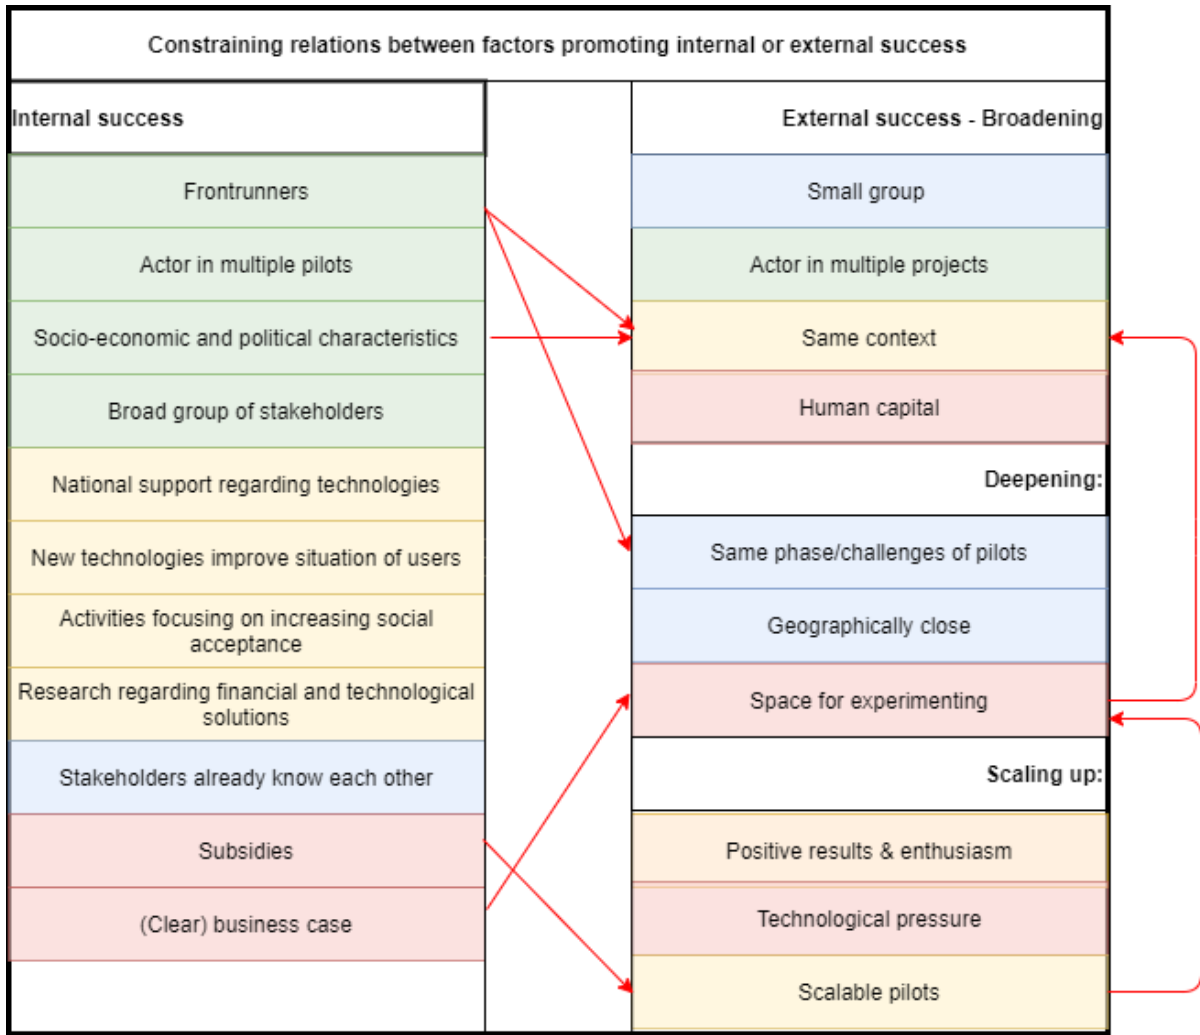 Constraining relations between factors promoting internal or external success
Internal success
Frontrunners
Actor in multiple pilots
Socio-economic and political characteristics
Broad group of stakeholders
National support regarding technologies
New technologies improve situation of users
Activities focusing on increasing social
acceptance
Research regarding financial and technological
solutions
Stakeholders already know each other
Subsidies
(Clear) business case
External success - Broadening
Small group
Actor in multiple projects
Same context
Human capital
Deepening:
Same phase/challenges of pilots
Geographically close
Space for experimenting
Scaling up:
Positive results & enthusiasm
Technological pressure
Scalable pilots